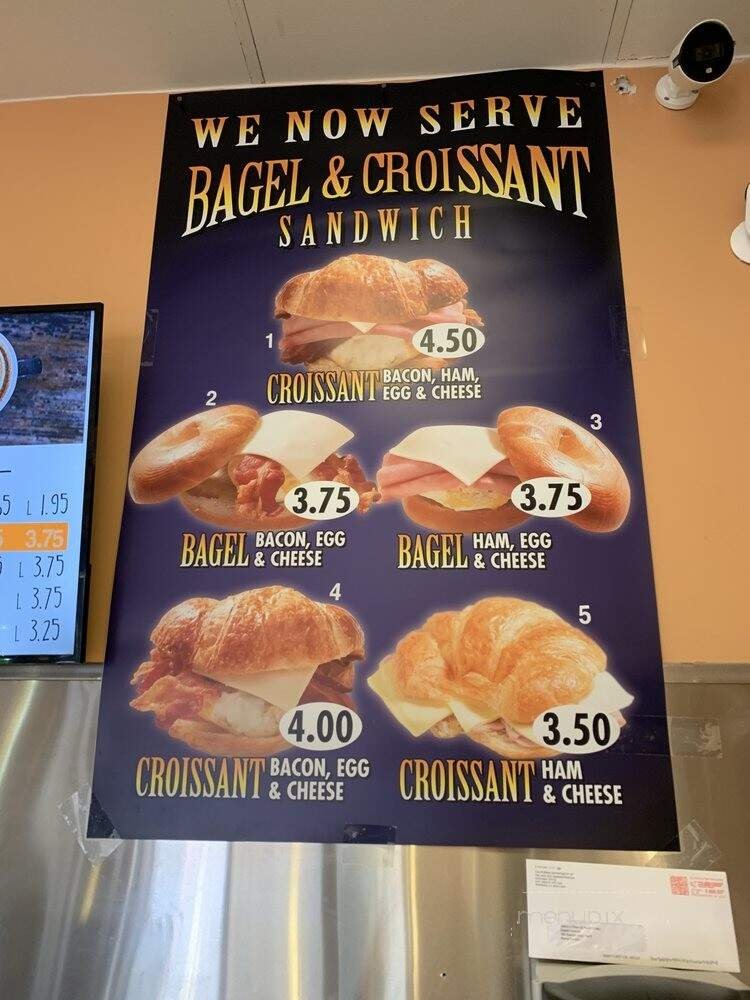 WE NOW SERVE
BAGEL & CROISSANT
SANDWICH
1
4.50
CROISSANT BACON, HAM,
EGG & CHEESE
2
3.75
BAGEL BACON, EGG
& CHEESE
3
3.75
BAGEL HAM, EGG
& CHEESE
4
4.00
CROISSANT BACON, EGG
& CHEESE
5
3.50
CROISSANT HAM
& CHEESE
5 L 1.95
3.75
L 3.75
L 3.75
L 3.25
menupix